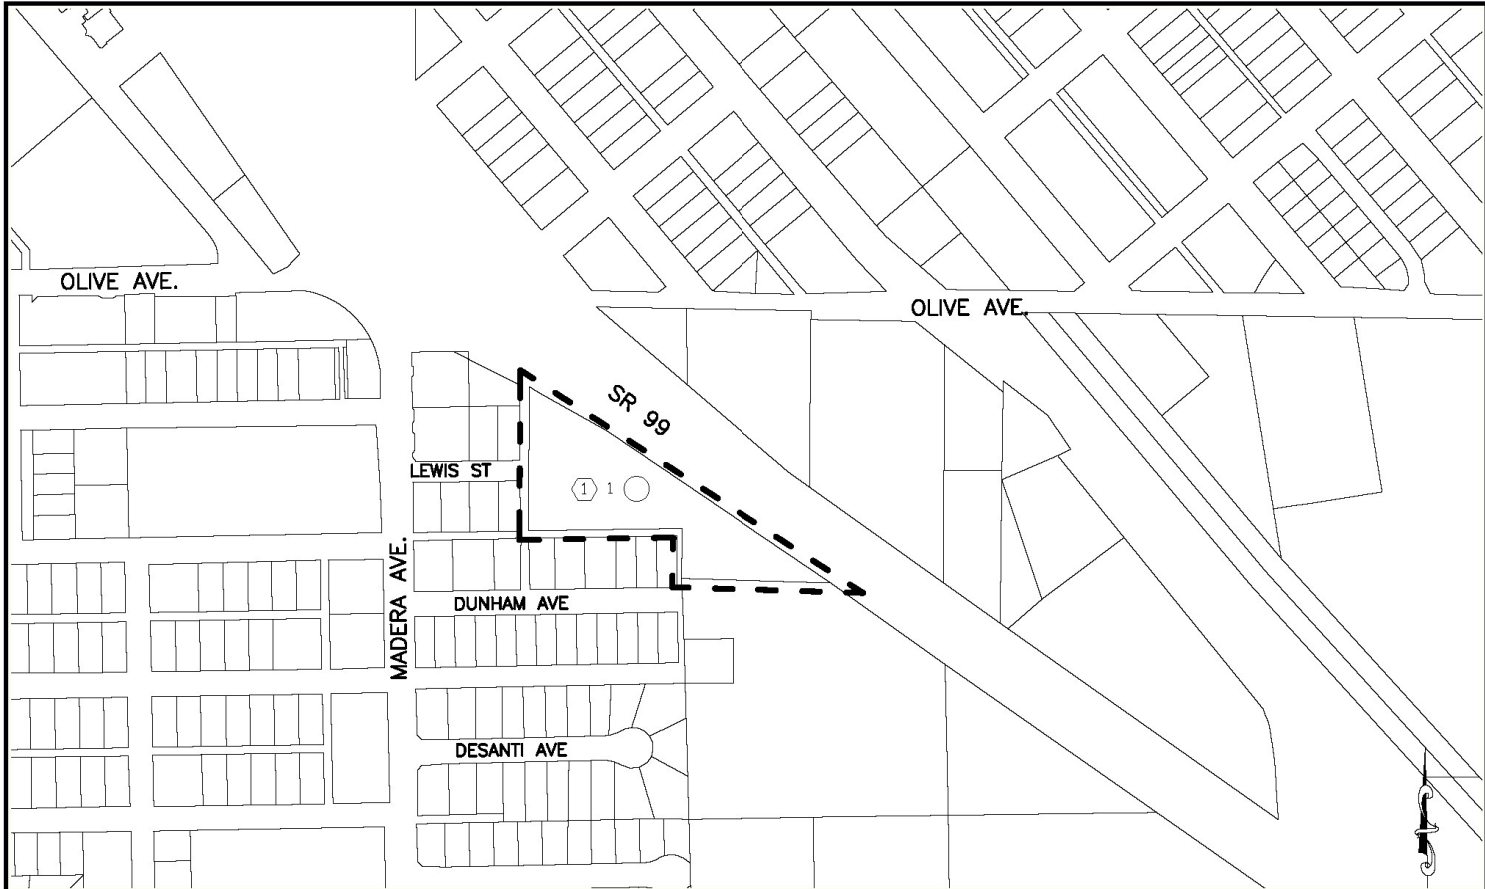 OLIVE AVE.
OLIVE AVE.
SR 99
LEWIS ST
1 1
MADERA AVE.
DUNHAM AVE
DESANTI AVE